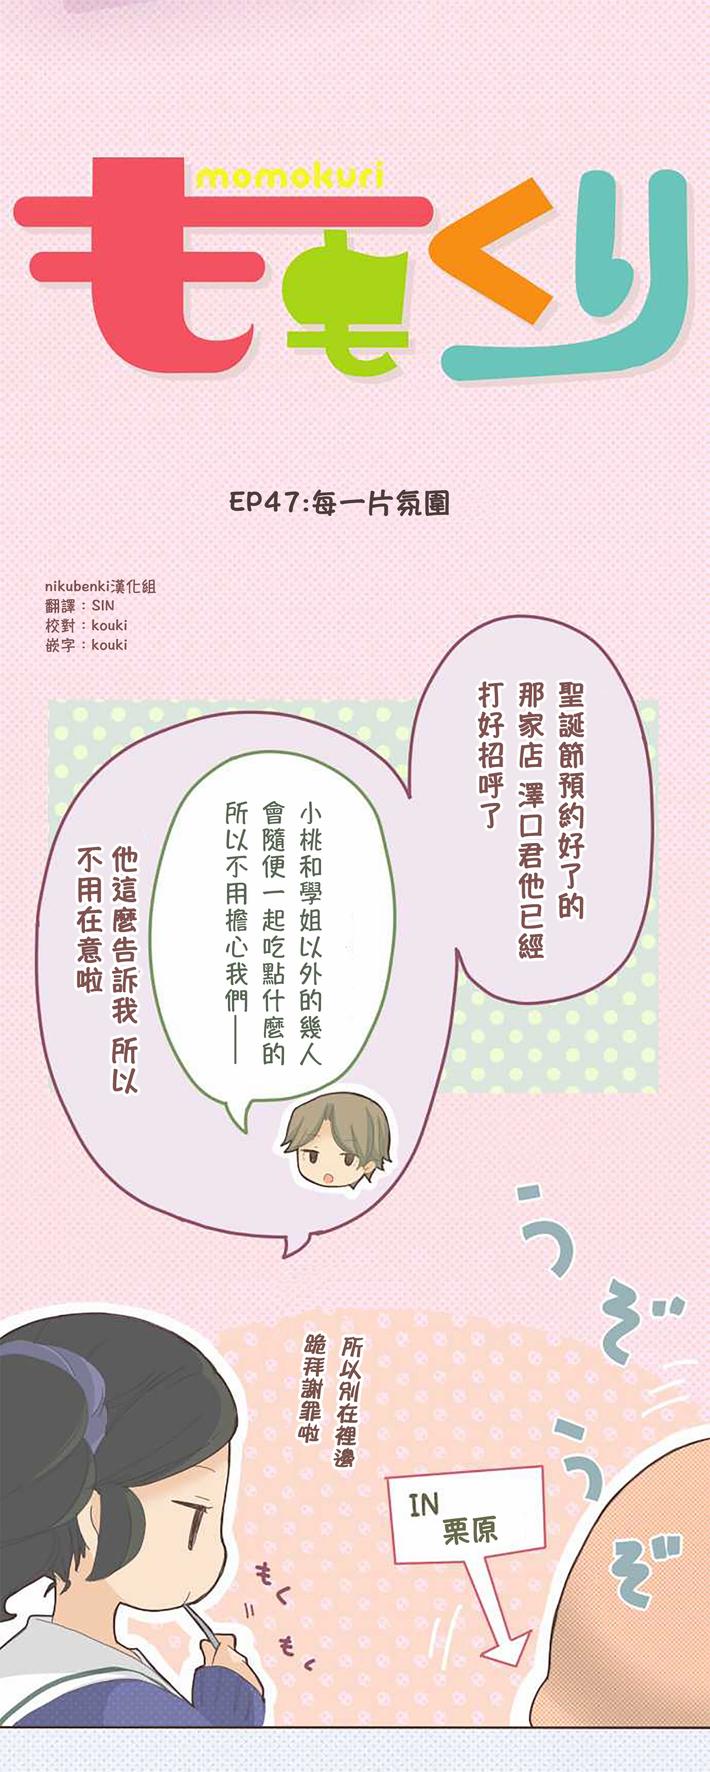 momokuri
ももくり
EP47:每一片氛圍
nikubenki漢化組
翻譯：SIN
校對：kouki
嵌字：kouki
聖誕節預約好了的
那家店 澤口君他已經
打好招呼了
小桃和學姐以外的幾人
會隨便一起吃點什麼的
所以不用擔心我們——
他這麼告訴我 所以
不用在意啦
うぞ
うぞ
所以別在裡邊
跪拜謝罪啦
IN
栗原
もく
もく